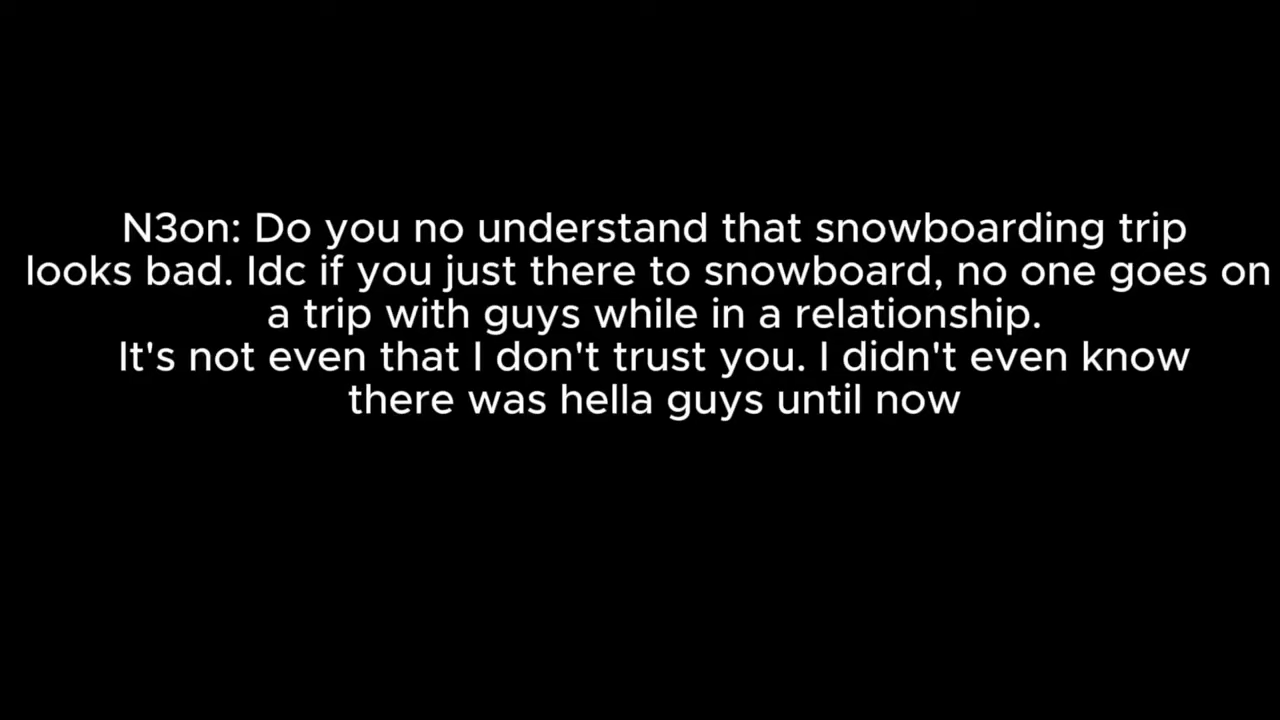 N3on: Do you no understand that snowboarding trip
looks bad. Idc if you just there to snowboard, no one goes on
a trip with guys while in a relationship.
It's not even that I don't trust you. I didn't even know
there was hella guys until now